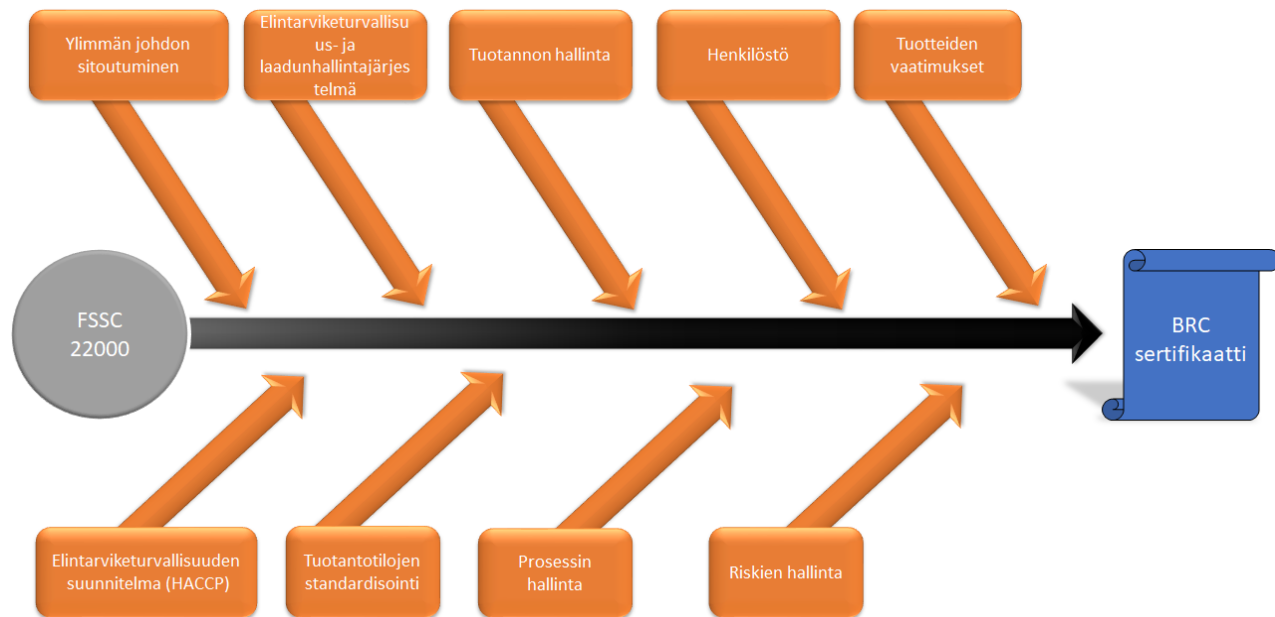 Ylimmän johdon
sitoutuminen
Elintarviketurvallisu
us- ja
laadunhallintajärjes
telmä
Tuotannon hallinta
Henkilöstö
Tuotteiden
vaatimukset
FSSC
22000
BRC
sertifikaatti
Elintarviketurvallisuuden
suunnitelma (HACCP)
Tuotantotilojen
standardisointi
Prosessin
hallinta
Riskien hallinta